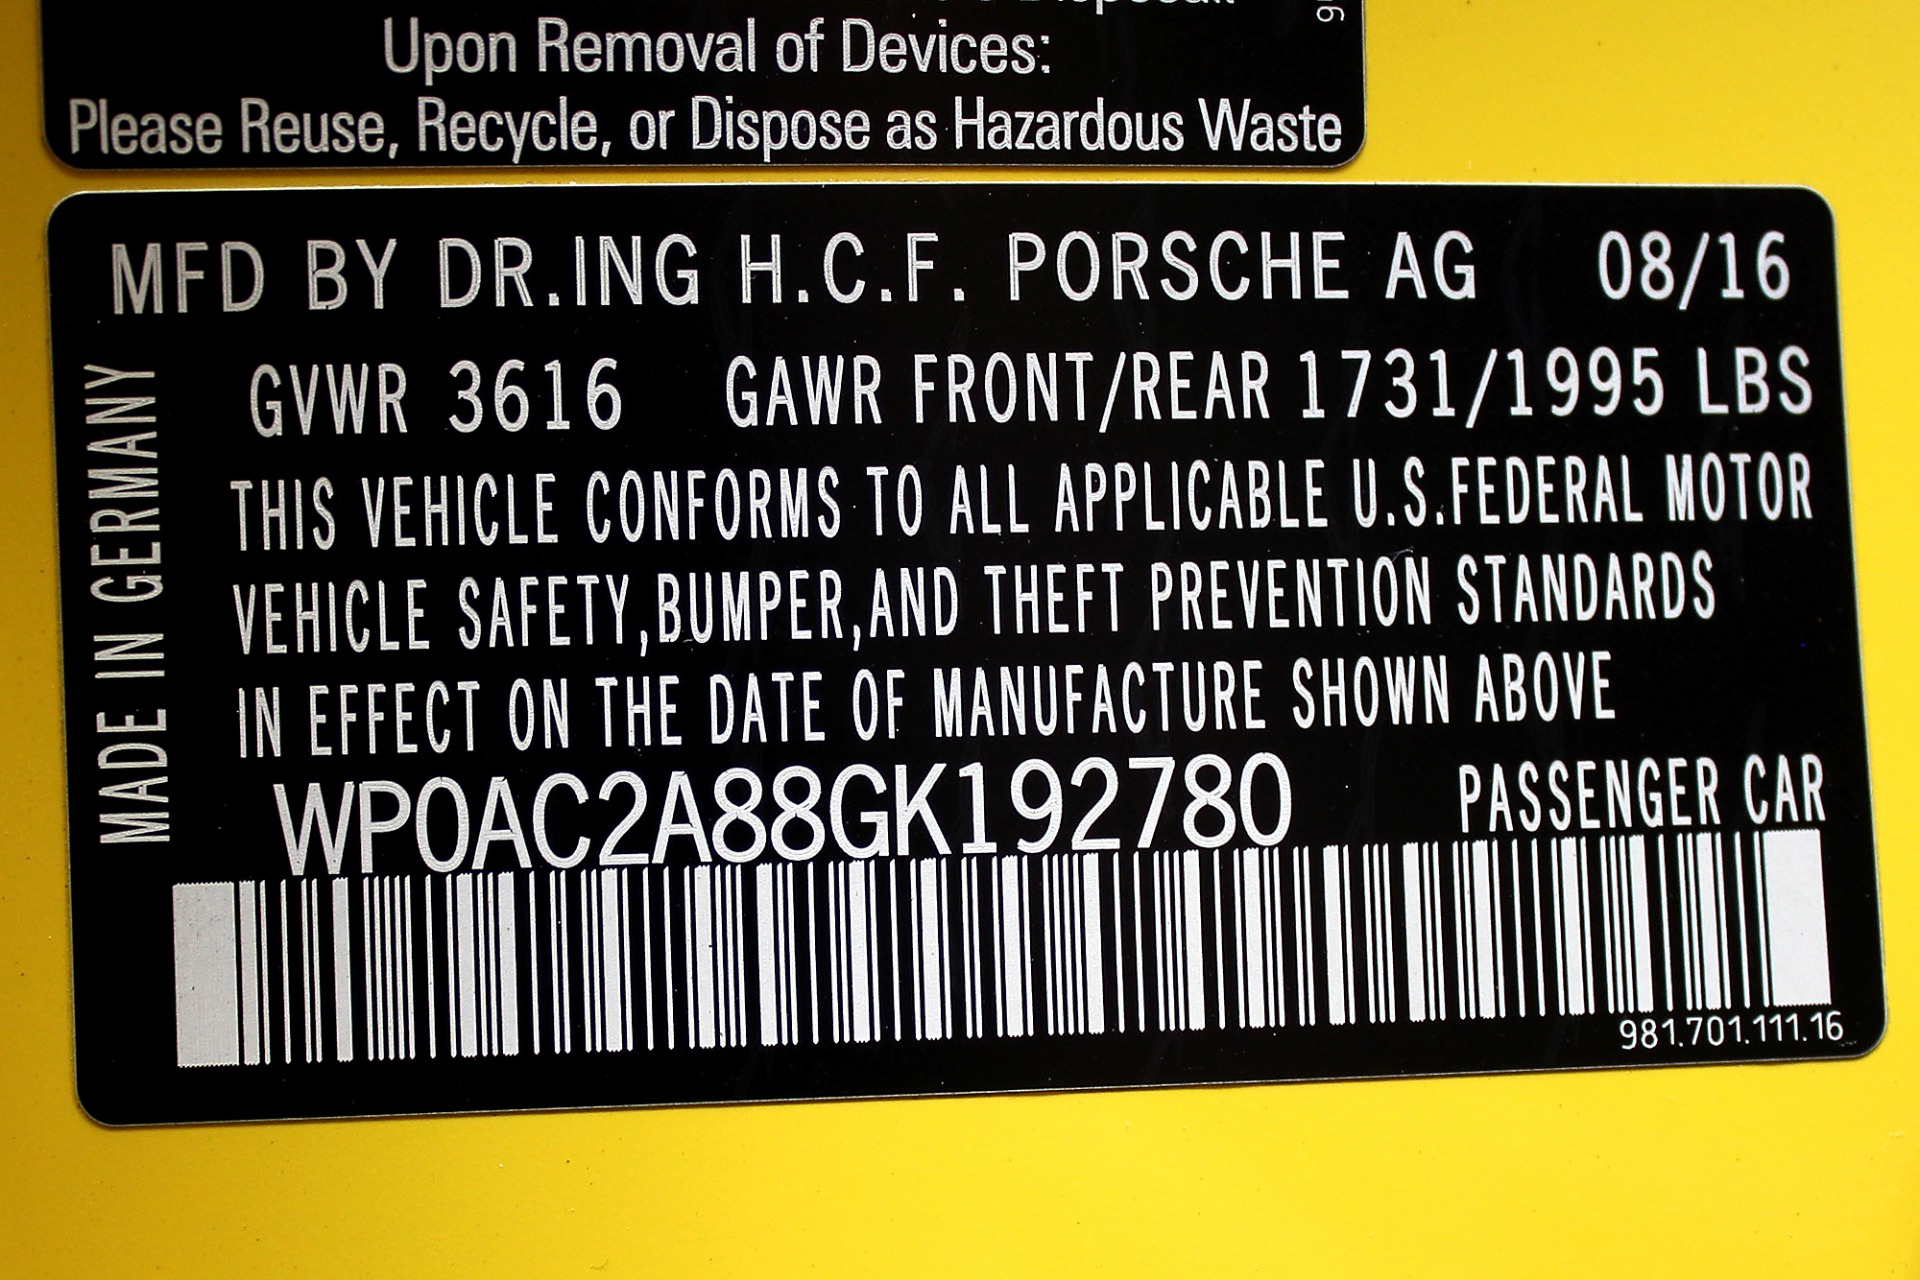 Upon Removal of Devices:
Please Reuse, Recycle, or Dispose as Hazardous Waste
MFD BY DR.ING H.C.F. PORSCHE AG 08/16
GVWR 3616 GAWR FRONT/REAR 1731/1995 LBS
THIS VEHICLE CONFORMS TO ALL APPLICABLE U.S.FEDERAL MOTOR
VEHICLE SAFETY,BUMPER,AND THEFT PREVENTION STANDARDS
IN EFFECT ON THE DATE OF MANUFACTURE SHOWN ABOVE
WP0AC2A88GK192780 PASSENGER CAR
981.701.111.16
MADE IN GERMANY